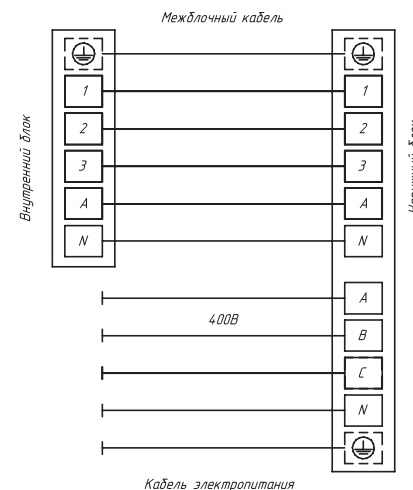 Межблочный кабель
Внутренний блок
1 1
2 2
3 3
A A
N N
A
400В
B
C
N
Кабель электропитания